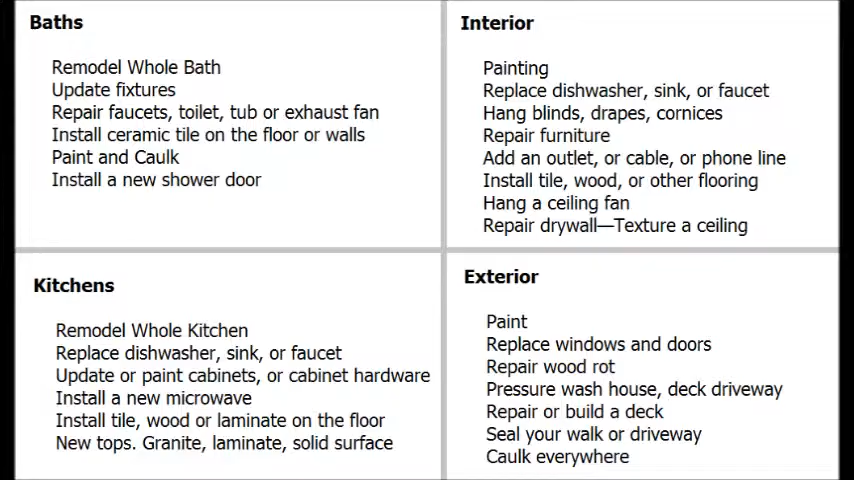 Baths
Remodel Whole Bath
Update fixtures
Repair faucets, toilet, tub or exhaust fan
Install ceramic tile on the floor or walls
Paint and Caulk
Install a new shower door
Interior
Painting
Replace dishwasher, sink, or faucet
Hang blinds, drapes, cornices
Repair furniture
Add an outlet, or cable, or phone line
Install tile, wood, or other flooring
Hang a ceiling fan
Repair drywall—Texture a ceiling
Kitchens
Remodel Whole Kitchen
Replace dishwasher, sink, or faucet
Update or paint cabinets, or cabinet hardware
Install a new microwave
Install tile, wood or laminate on the floor
New tops. Granite, laminate, solid surface
Exterior
Paint
Replace windows and doors
Repair wood rot
Pressure wash house, deck driveway
Repair or build a deck
Seal your walk or driveway
Caulk everywhere